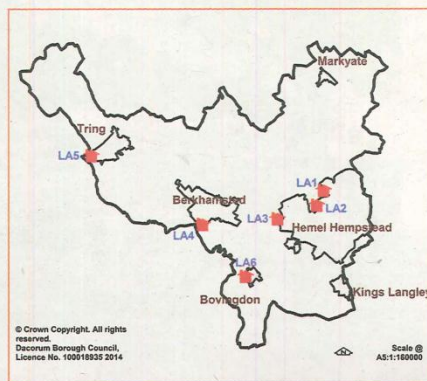 Markyate
Tring
LA5
LA1
Berkhamsted
LA2
LA3
LA4
Hemel Hempstead
LA6
Kings Langley
Bovingdon
© Crown Copyright. All rights
reserved.
Dacorum Borough Council,
Licence No. 100018935 2014
N
Scale @
A5:1:160000